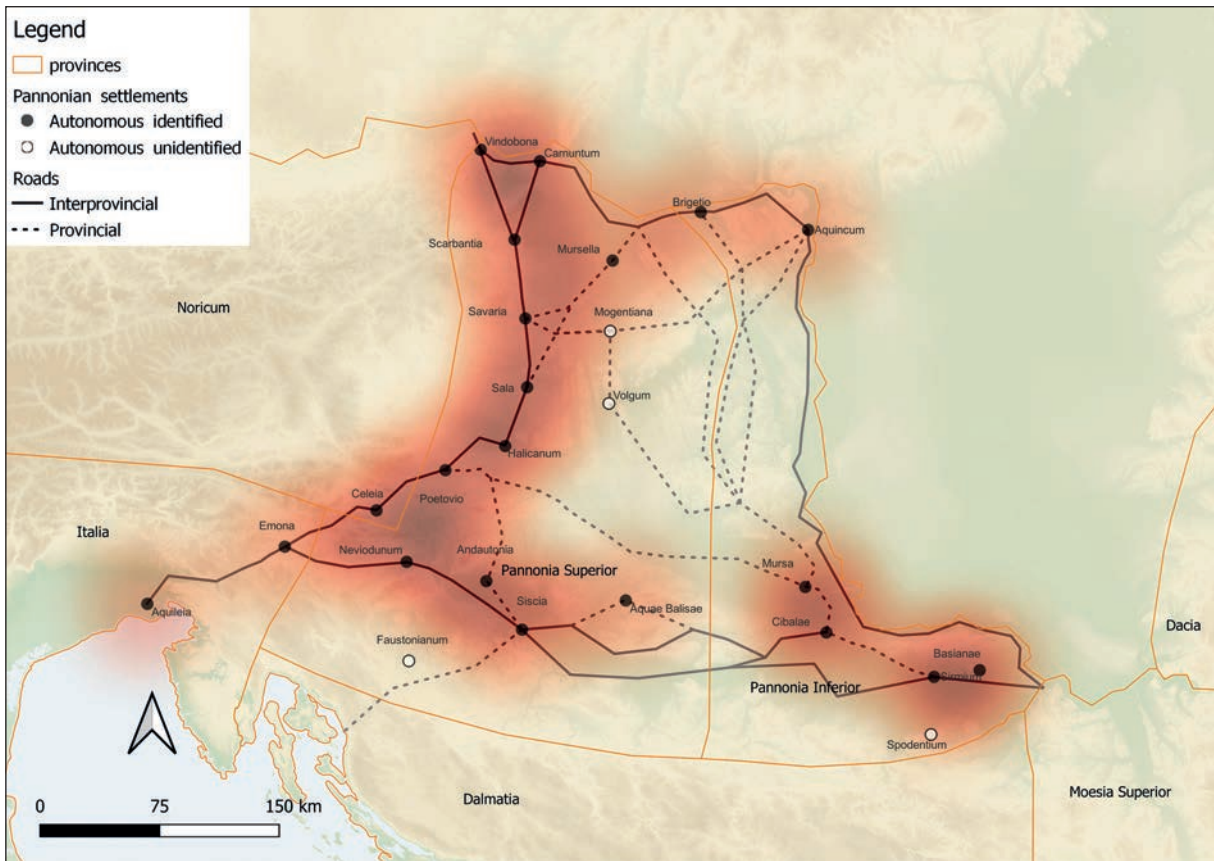 Legend
provinces
Pannonian settlements
Autonomous identified
Autonomous unidentified
Roads
Interprovincial
Provincial
Vindobona
Carnuntum
Brigetio
Aquincum
Scarbantia
Mursella
Noricum
Savaria
Mogentiana
Sala
Volgum
Halicanum
Celeia
Poetovio
Italia
Emona
Neviodunum
Andautonia
Pannonia Superior
Mursa
Aquileia
Siscia
Aquae Balisae
Cibalae
Faustonianum
Dacia
Basianae
Sirmium
Pannonia Inferior
Spodentium
Dalmatia
Moesia Superior
0 75 150 km